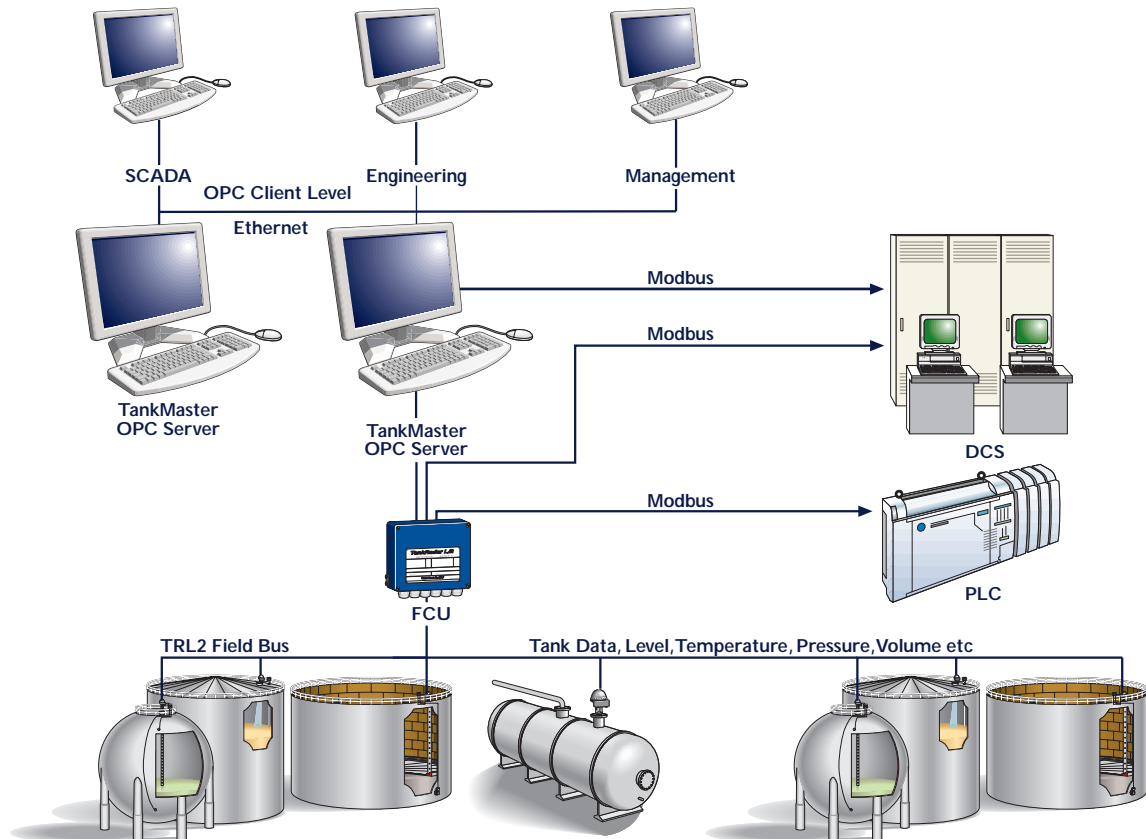 SCADA
Engineering
Management
OPC Client Level
Ethernet
Modbus
Modbus
TankMaster
OPC Server
TankMaster
OPC Server
DCS
Modbus
FCU
PLC
TRL2 Field Bus
Tank Data, Level, Temperature, Pressure, Volume etc